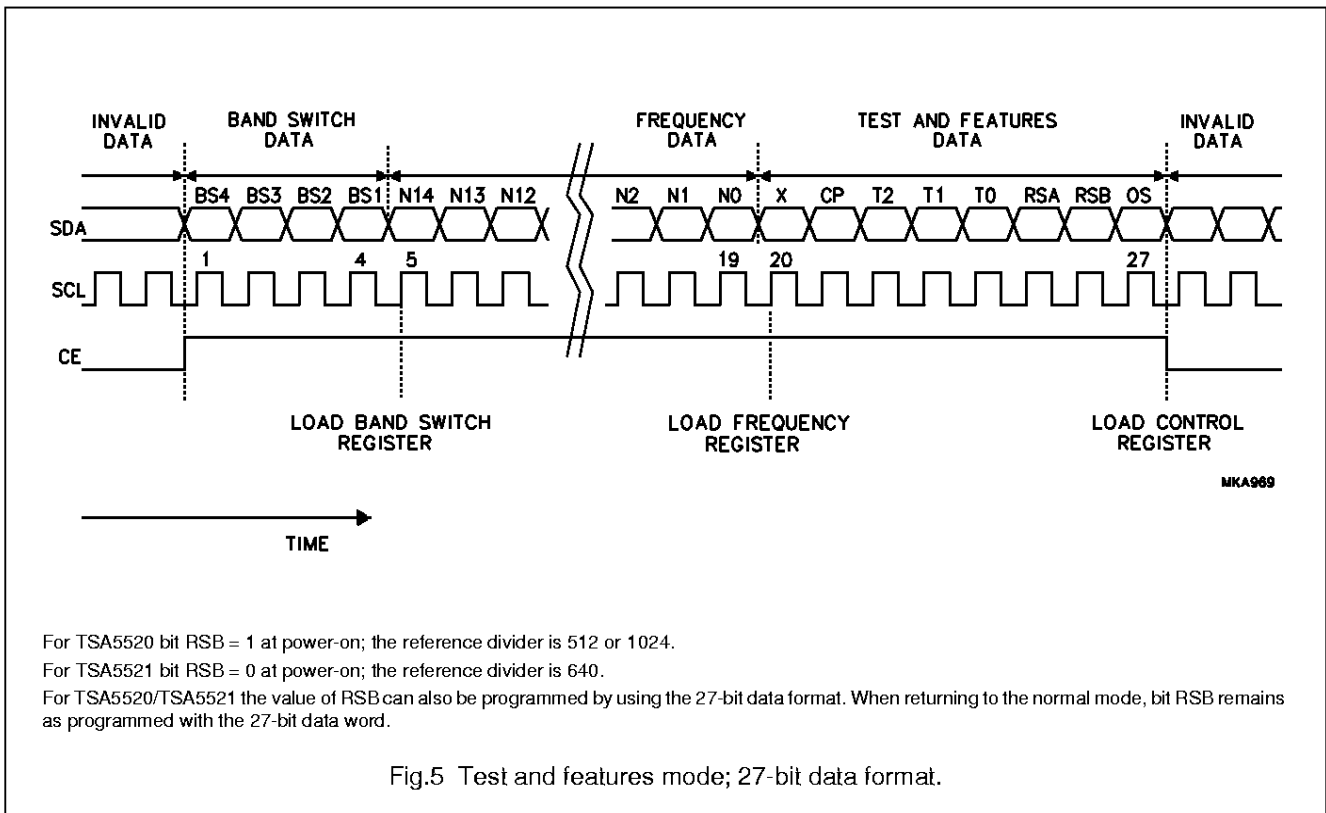 INVALID DATA
BAND SWITCH DATA
FREQUENCY DATA
TEST AND FEATURES DATA
INVALID DATA
BS4 BS3 BS2 BS1 N14 N13 N12 N2 N1 N0 X CP T2 T1 T0 RSA RSB OS
SDA
1 4 5 19 20 27
SCL
CE
LOAD BAND SWITCH REGISTER
LOAD FREQUENCY REGISTER
LOAD CONTROL REGISTER
MKA969
TIME
For TSA5520 bit RSB = 1 at power-on; the reference divider is 512 or 1024.
For TSA5521 bit RSB = 0 at power-on; the reference divider is 640.
For TSA5520/TSA5521 the value of RSB can also be programmed by using the 27-bit data format. When returning to the normal mode, bit RSB remains
as programmed with the 27-bit data word.
Fig.5 Test and features mode; 27-bit data format.